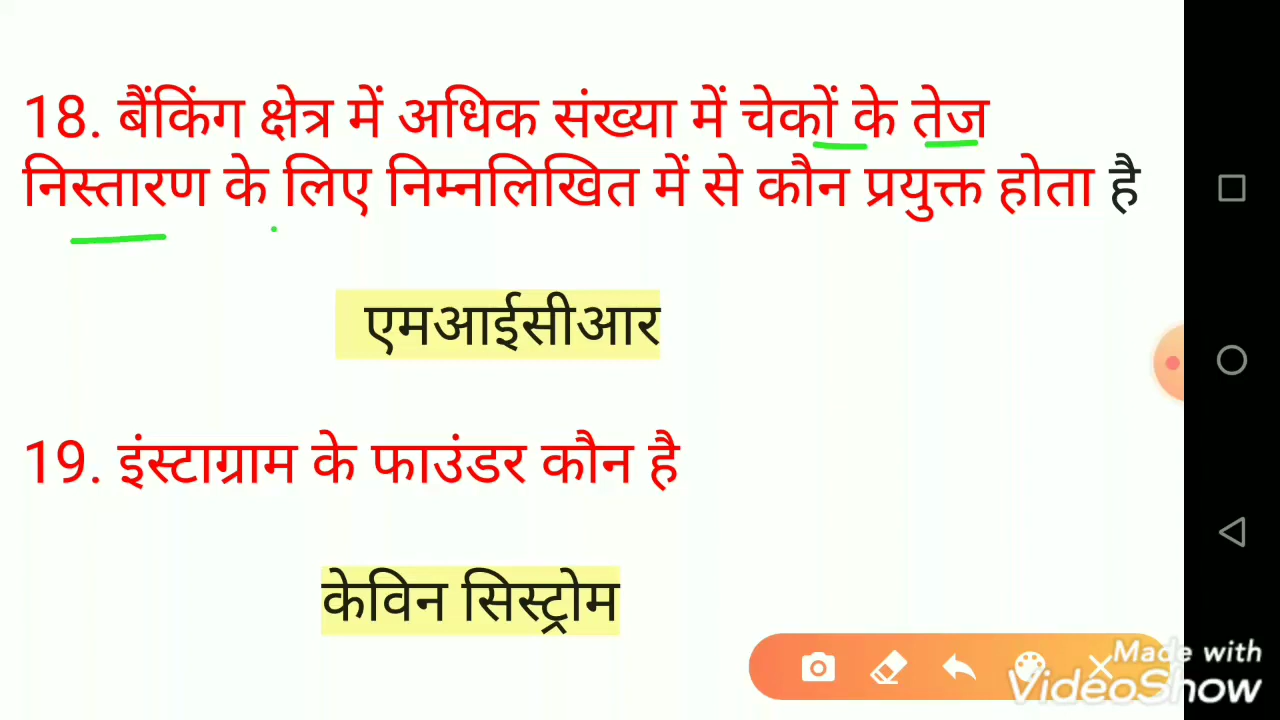 18. बैंकिंग क्षेत्र में अधिक संख्या में चेकों के तेज
निस्तारण के लिए निम्नलिखित में से कौन प्रयुक्त होता है
एमआईसीआर
19. इंस्टाग्राम के फाउंडर कौन है
केविन सिस्ट्रोम
Made with
VideoShow